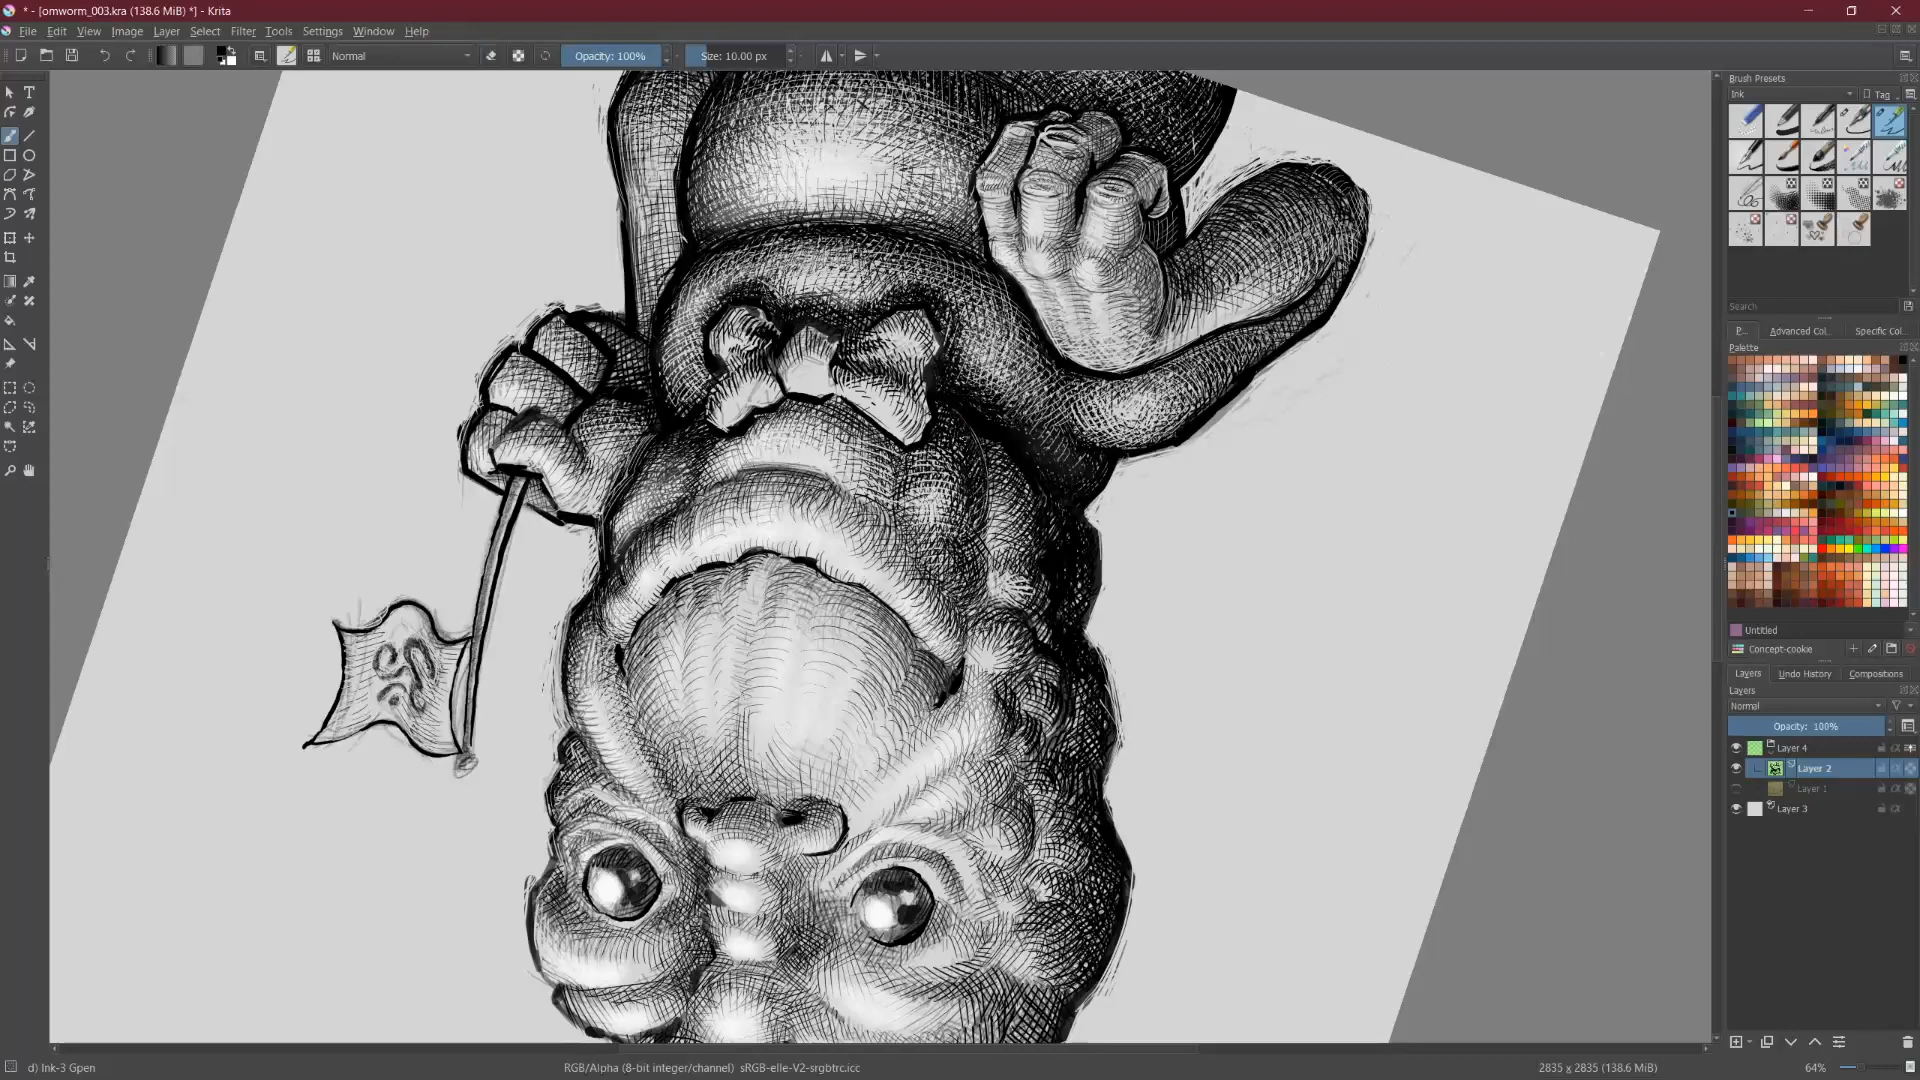 * - [omworm_003.kra (138.6 MiB) *] - Krita
File Edit View Image Layer Select Filter Tools Settings Window Help
Normal Opacity: 100% Size: 10.00 px
Brush Presets
Ink Tag
Search
P... Advanced Col... Specific Col...
Palette
Untitled
Concept-cookie
Layers Undo History Compositions
Layers
Normal
Opacity: 100%
Layer 4
Layer 2
Layer 1
Layer 3
d) Ink-3 Gpen RGB/Alpha (8-bit integer/channel) sRGB-elle-V2-srgbtrc.icc 2835 x 2835 (138.6 MiB) 64%